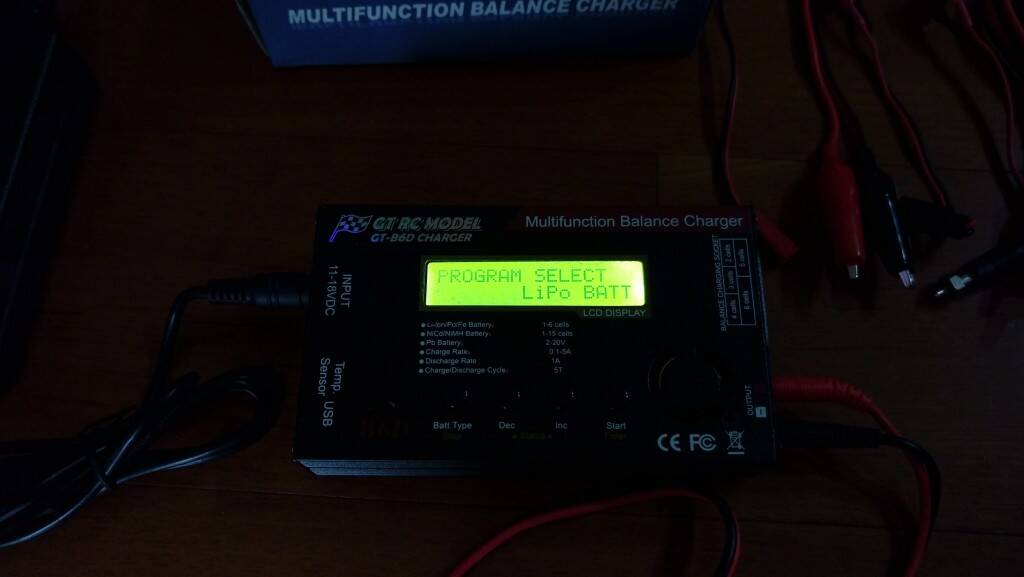 MULTIFUNCTION BALANCE CHARGER
GT RC MODEL
GT-B6D CHARGER
Multifunction Balance Charger
PROGRAM SELECT
LiPo BATT
LCD DISPLAY
INPUT
11-18VDC
Temp. USB
Sensor
Li-Ion/Po/Fe Battery: 1-6 cells
NiCd/NiMH Battery: 1-15 cells
Pb Battery: 2-20V
Charge Rate: 0.1-5A
Discharge Rate: 1A
Charge/Discharge Cycle: 5T
BALANCE CHARGING SOCKET
2 cells
3 cells
4 cells
5 cells
6 cells
OUTPUT
B6D
Batt Type
Stop
Dec
Inc
Status
Start
Enter
CE FC